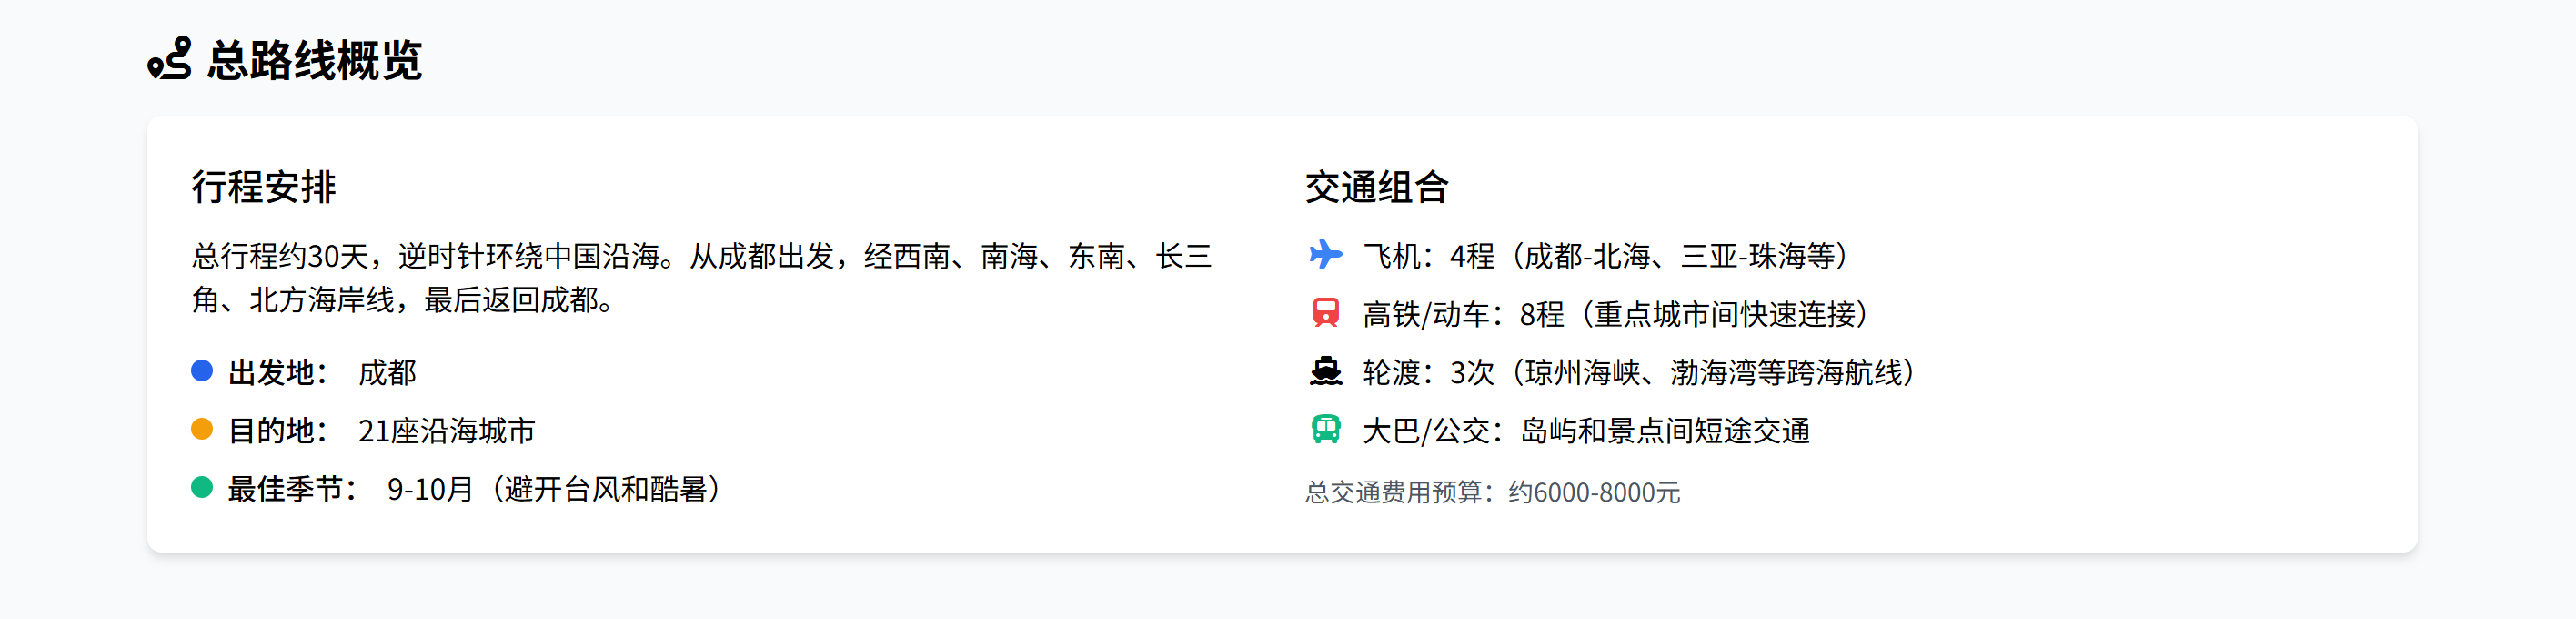 总路线概览
行程安排
总行程约30天，逆时针环绕中国沿海。从成都出发，经西南、南海、东南、长三
角、北方海岸线，最后返回成都。
出发地： 成都
目的地： 21座沿海城市
最佳季节： 9-10月（避开台风和酷暑）
交通组合
飞机：4程（成都-北海、三亚-珠海等）
高铁/动车：8程（重点城市间快速连接）
轮渡：3次（琼州海峡、渤海湾等跨海航线）
大巴/公交：岛屿和景点间短途交通
总交通费用预算：约6000-8000元